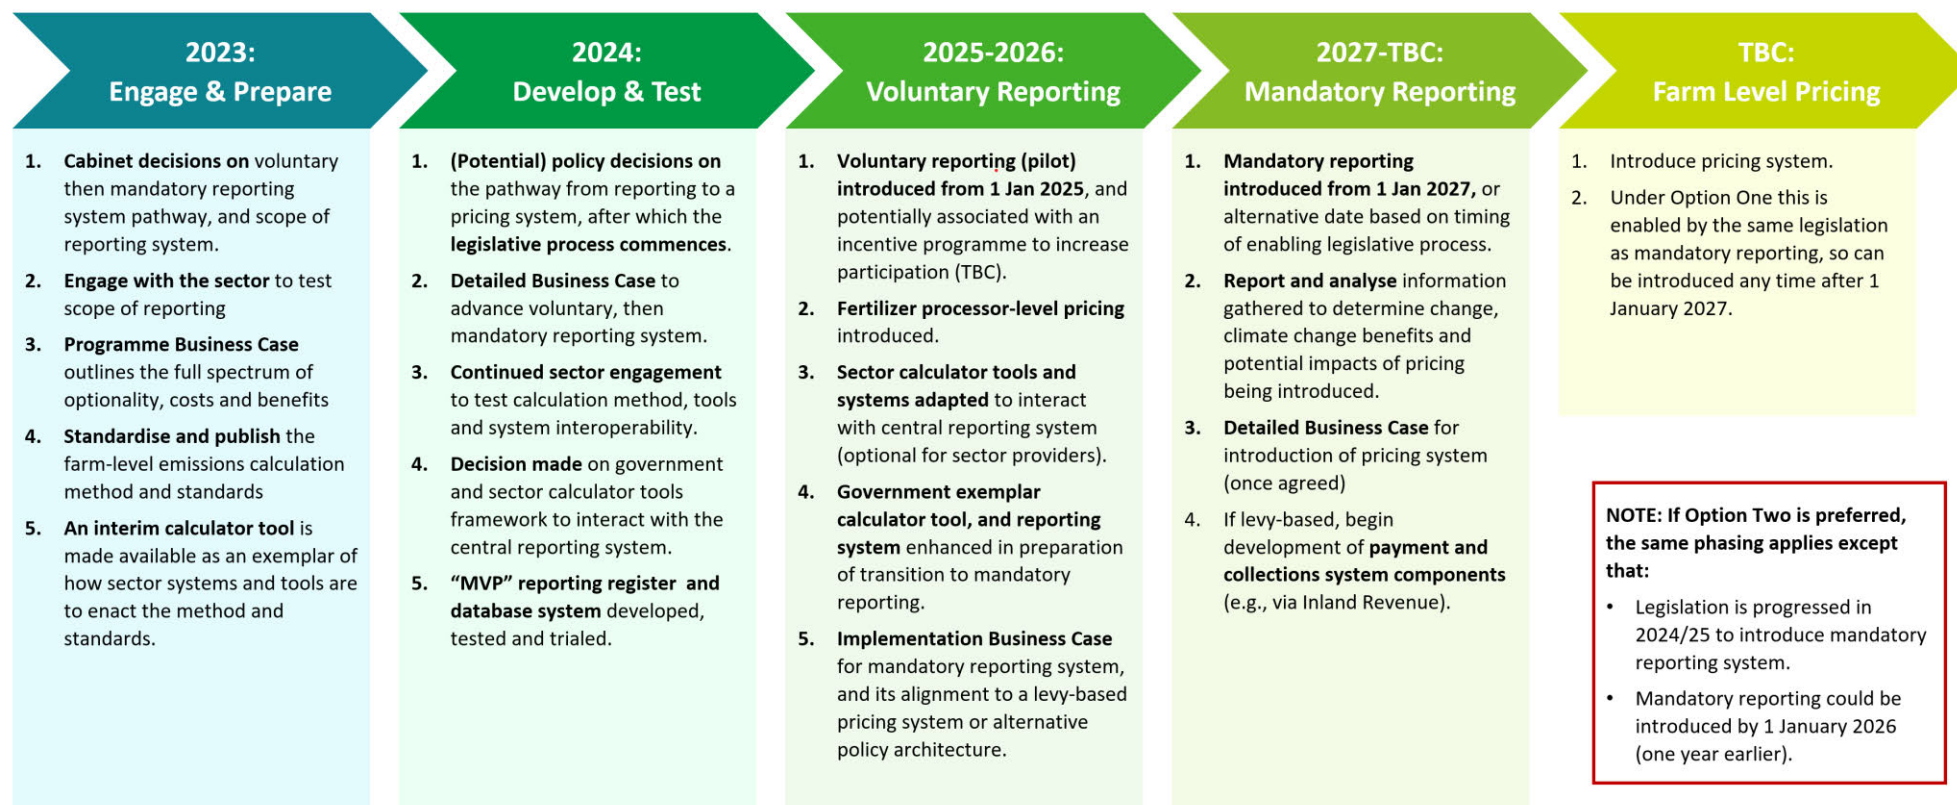 2023:
Engage & Prepare
1. Cabinet decisions on voluntary
then mandatory reporting
system pathway, and scope of
reporting system.
2. Engage with the sector to test
scope of reporting
3. Programme Business Case
outlines the full spectrum of
optionality, costs and benefits
4. Standardise and publish the
farm-level emissions calculation
method and standards
5. An interim calculator tool is
made available as an exemplar of
how sector systems and tools are
to enact the method and
standards.
2024:
Develop & Test
1. (Potential) policy decisions on
the pathway from reporting to a
pricing system, after which the
legislative process commences.
2. Detailed Business Case to
advance voluntary, then
mandatory reporting system.
3. Continued sector engagement
to test calculation method, tools
and system interoperability.
4. Decision made on government
and sector calculator tools
framework to interact with the
central reporting system.
5. “MVP” reporting register and
database system developed,
tested and trialed.
2025-2026:
Voluntary Reporting
1. Voluntary reporting (pilot)
introduced from 1 Jan 2025, and
potentially associated with an
incentive programme to increase
participation (TBC).
2. Fertilizer processor-level pricing
introduced.
3. Sector calculator tools and
systems adapted to interact
with central reporting system
(optional for sector providers).
4. Government exemplar
calculator tool, and reporting
system enhanced in preparation
of transition to mandatory
reporting.
5. Implementation Business Case
for mandatory reporting system,
and its alignment to a levy-based
pricing system or alternative
policy architecture.
2027-TBC:
Mandatory Reporting
1. Mandatory reporting
introduced from 1 Jan 2027, or
alternative date based on timing
of enabling legislative process.
2. Report and analyse information
gathered to determine change,
climate change benefits and
potential impacts of pricing
being introduced.
3. Detailed Business Case for
introduction of pricing system
(once agreed)
4. If levy-based, begin
development of payment and
collections system components
(e.g., via Inland Revenue).
TBC:
Farm Level Pricing
1. Introduce pricing system.
2. Under Option One this is
enabled by the same legislation
as mandatory reporting, so can
be introduced any time after 1
January 2027.
NOTE: If Option Two is preferred,
the same phasing applies except
that:
• Legislation is progressed in
2024/25 to introduce mandatory
reporting system.
• Mandatory reporting could be
introduced by 1 January 2026
(one year earlier).